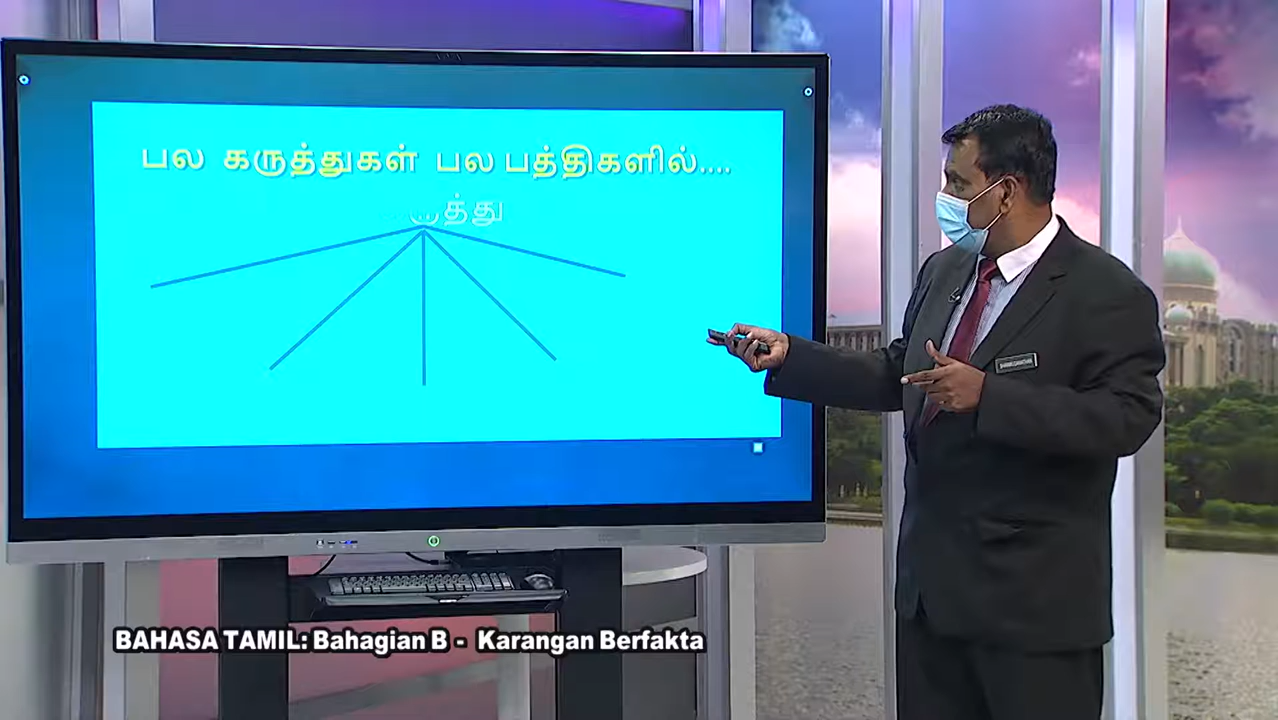 பல கருத்துகள் பல பத்திகளில்....
BAHASA TAMIL: Bahagian B - Karangan Berfakta